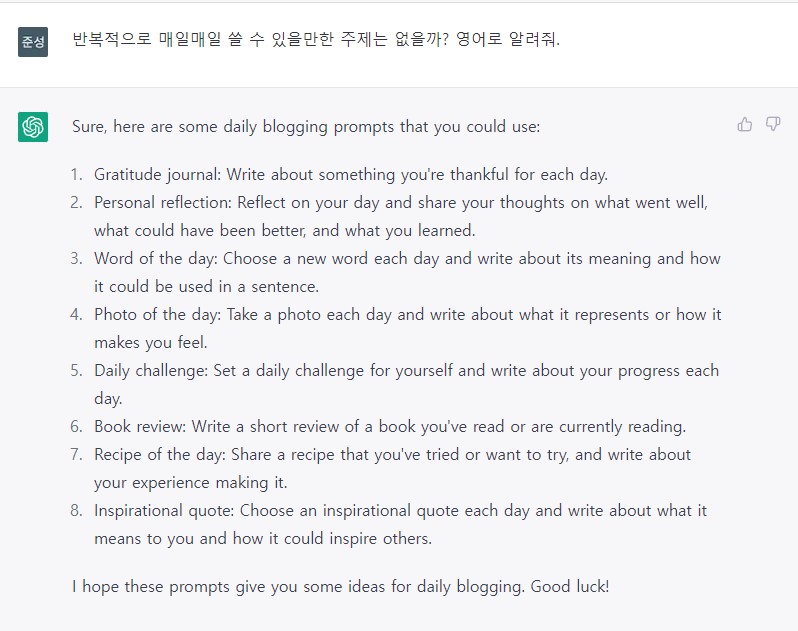 준성
반복적으로 매일매일 쓸 수 있을만한 주제는 없을까? 영어로 알려줘.
Sure, here are some daily blogging prompts that you could use:
1. Gratitude journal: Write about something you're thankful for each day.
2. Personal reflection: Reflect on your day and share your thoughts on what went well,
what could have been better, and what you learned.
3. Word of the day: Choose a new word each day and write about its meaning and how
it could be used in a sentence.
4. Photo of the day: Take a photo each day and write about what it represents or how it
makes you feel.
5. Daily challenge: Set a daily challenge for yourself and write about your progress each
day.
6. Book review: Write a short review of a book you've read or are currently reading.
7. Recipe of the day: Share a recipe that you've tried or want to try, and write about
your experience making it.
8. Inspirational quote: Choose an inspirational quote each day and write about what it
means to you and how it could inspire others.
I hope these prompts give you some ideas for daily blogging. Good luck!